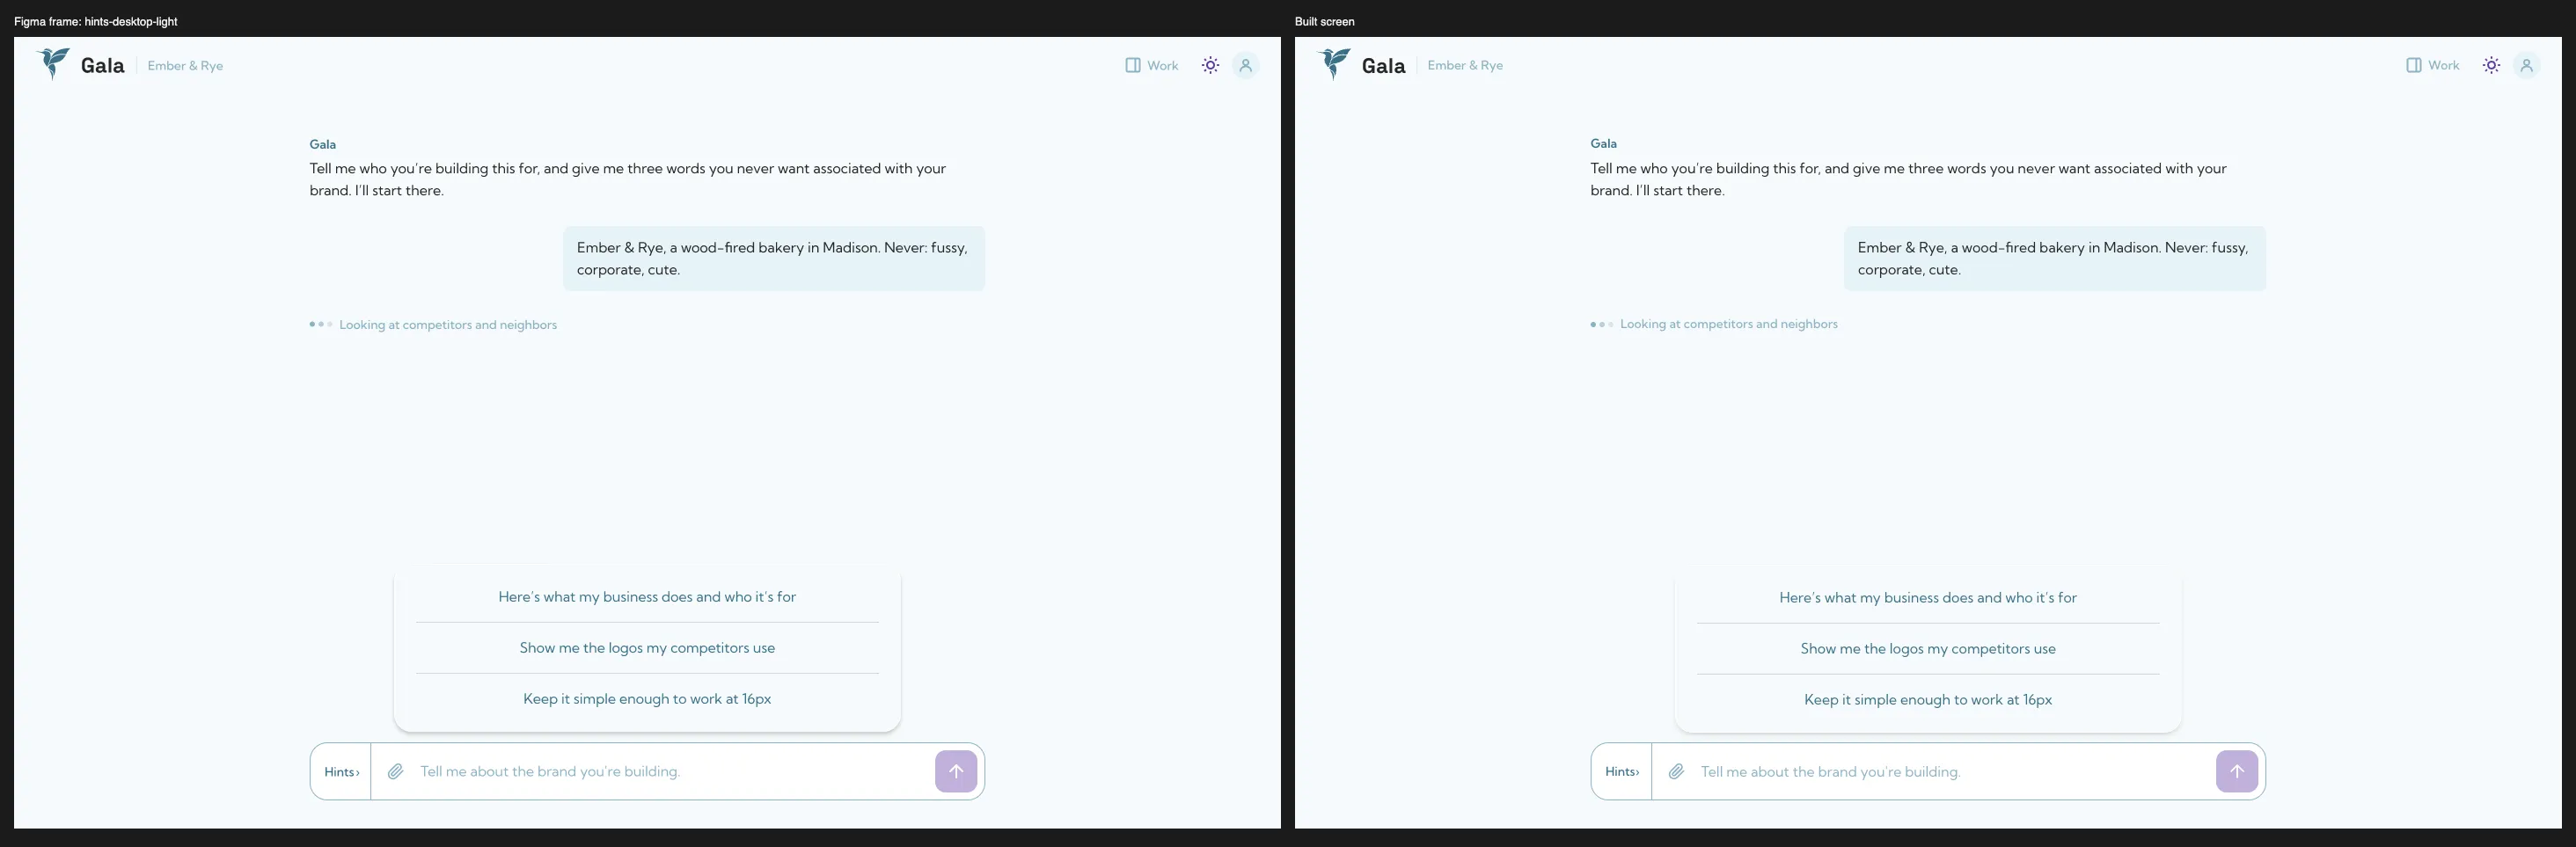 Figma frame: hints-desktop-light
Gala
Ember & Rye
Work
Gala
Tell me who you're building this for, and give me three words you never want associated with your
brand. I'll start there.
Ember & Rye, a wood-fired bakery in Madison. Never: fussy,
corporate, cute.
Looking at competitors and neighbors
Here's what my business does and who it's for
Show me the logos my competitors use
Keep it simple enough to work at 16px
Hints›
Tell me about the brand you're building.
Built screen
Gala
Ember & Rye
Work
Gala
Tell me who you're building this for, and give me three words you never want associated with your
brand. I'll start there.
Ember & Rye, a wood-fired bakery in Madison. Never: fussy,
corporate, cute.
Looking at competitors and neighbors
Here's what my business does and who it's for
Show me the logos my competitors use
Keep it simple enough to work at 16px
Hints›
Tell me about the brand you're building.